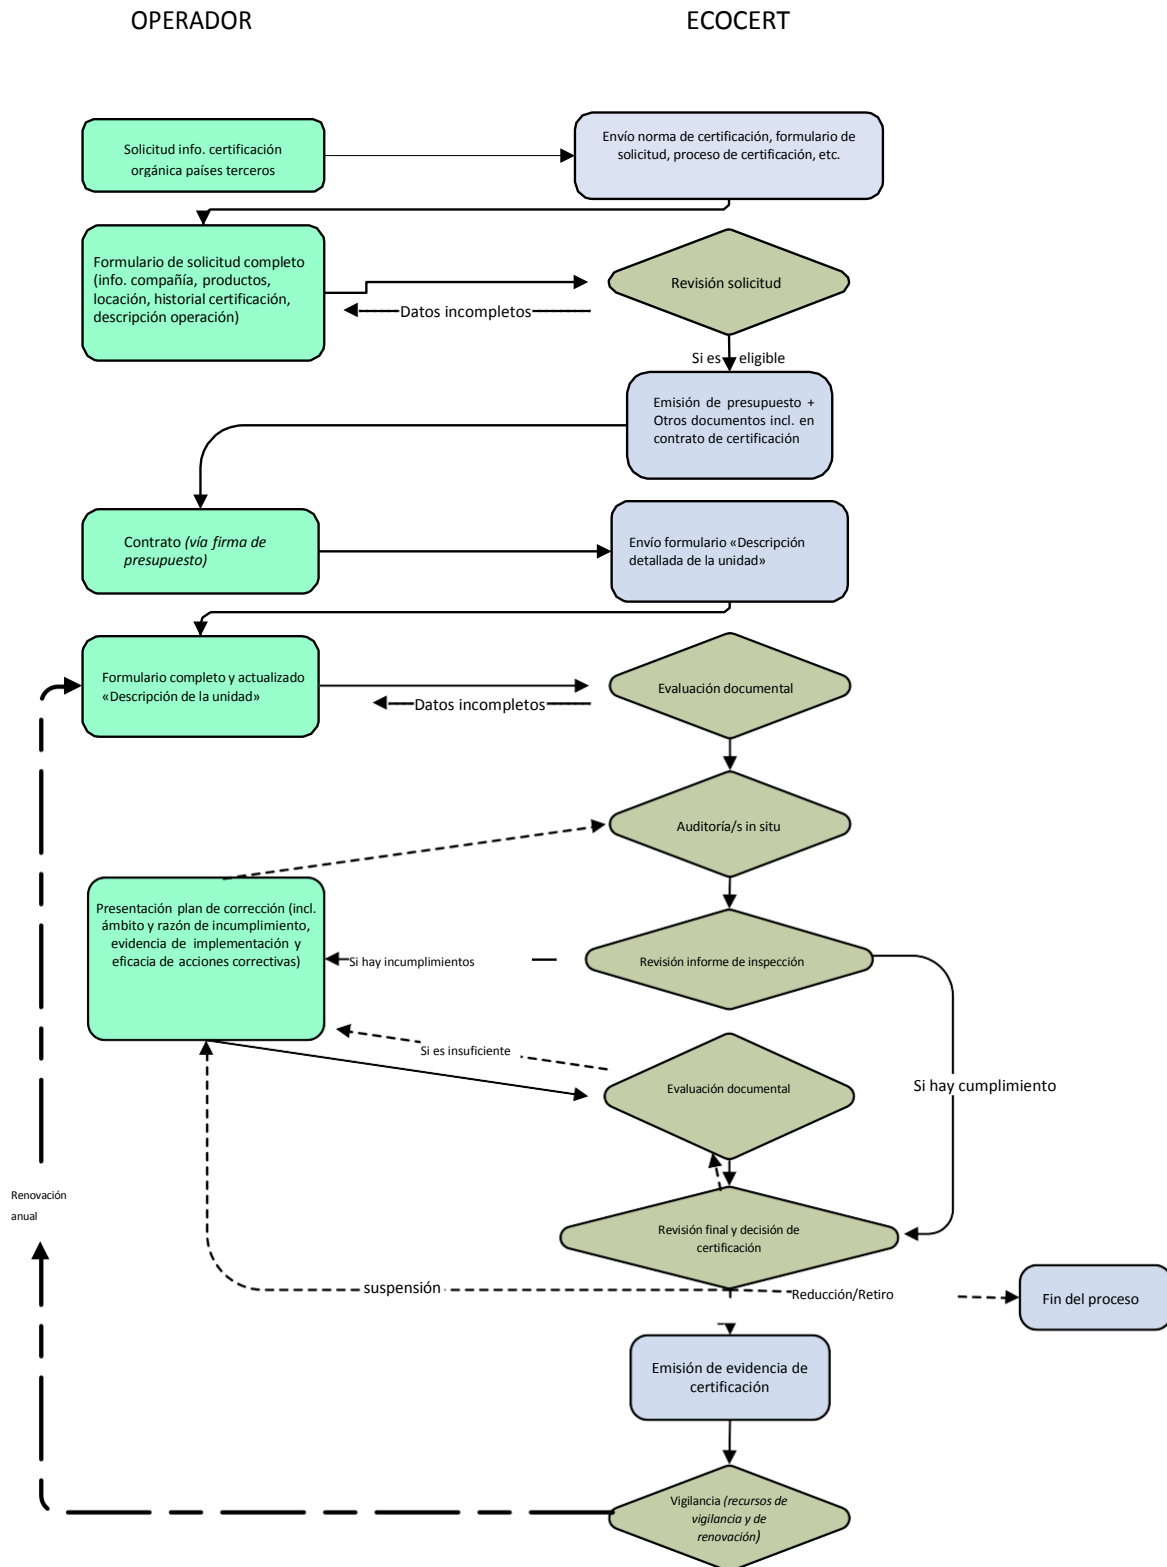 OPERADOR
ECOCERT
Solicitud info. certificación
orgánica países terceros
Envío norma de certificación, formulario de
solicitud, proceso de certificación, etc.
Formulario de solicitud completo
(info. compañía, productos,
locación, historial certificación,
descripción operación)
Revisión solicitud
Datos incompletos
Si es eligible
Emisión de presupuesto +
Otros documentos incl. en
contrato de certificación
Contrato (vía firma de
presupuesto)
Envío formulario «Descripción
detallada de la unidad»
Formulario completo y actualizado
«Descripción de la unidad»
Evaluación documental
Datos incompletos
Auditoría/s in situ
Presentación plan de corrección (incl.
ámbito y razón de incumplimiento,
evidencia de implementación y
eficacia de acciones correctivas)
Si hay incumplimientos
Revisión informe de inspección
Si es insuficiente
Evaluación documental
Si hay cumplimiento
Renovación
anual
Revisión final y decisión de
certificación
suspensión
Reducción/Retiro
Fin del proceso
Emisión de evidencia de
certificación
Vigilancia (recursos de
vigilancia y de
renovación)